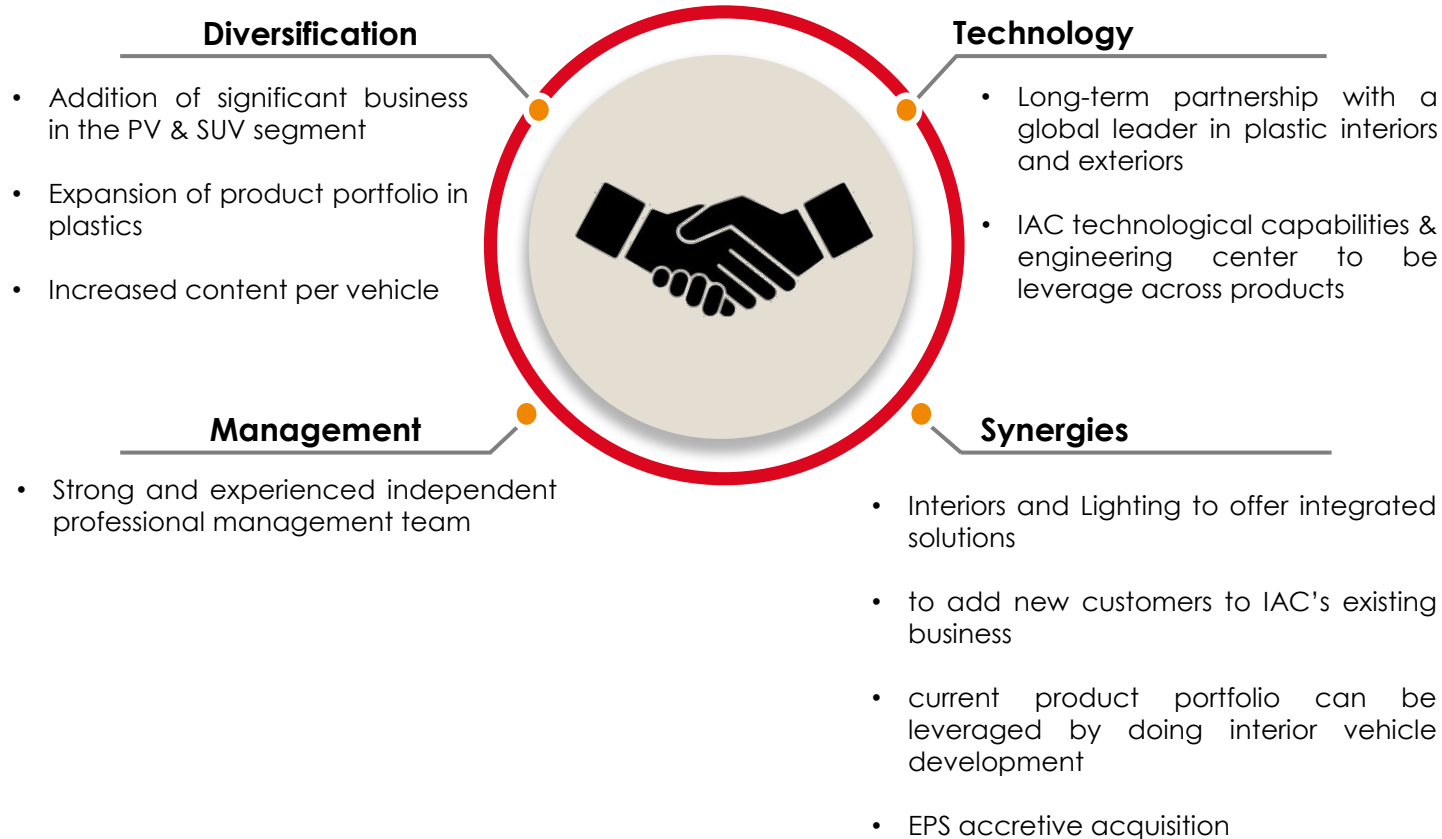 Diversification
• Addition of significant business
in the PV & SUV segment
• Expansion of product portfolio in
plastics
• Increased content per vehicle
Technology
• Long-term partnership with a
global leader in plastic interiors
and exteriors
• IAC technological capabilities &
engineering center to be
leverage across products
Management
• Strong and experienced independent
professional management team
Synergies
• Interiors and Lighting to offer integrated
solutions
• to add new customers to IAC’s existing
business
• current product portfolio can be
leveraged by doing interior vehicle
development
• EPS accretive acquisition